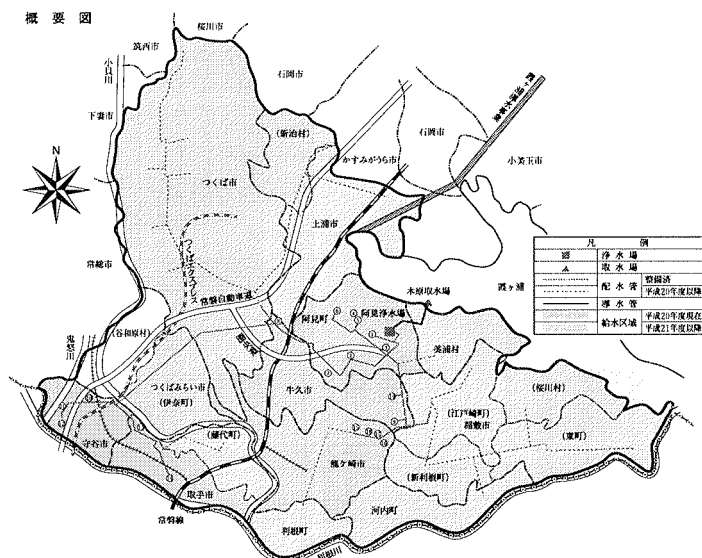 概要図
桜川市
筑西市
小貝川
石岡市
下妻市
(新治村)
石岡市
かすみがうら市
小美玉市
N
つくば市
土浦市
常総市
つくばエクスプレス
常磐自動車道
霞ヶ浦
木原取水場
阿見町
阿見浄水場
(谷和原村)
鬼怒川
美浦村
つくばみらい市
(伊奈町)
牛久市
(桜川村)
(江戸崎町)
稲敷市
(東町)
守谷市
(藤代町)
龍ケ崎市
(新利根町)
取手市
河内町
常磐線
利根町
利根川
凡例
浄水場
取水場
配水管
整備済
平成20年度以降
導水管
給水区域
平成20年度現在
平成21年度以降